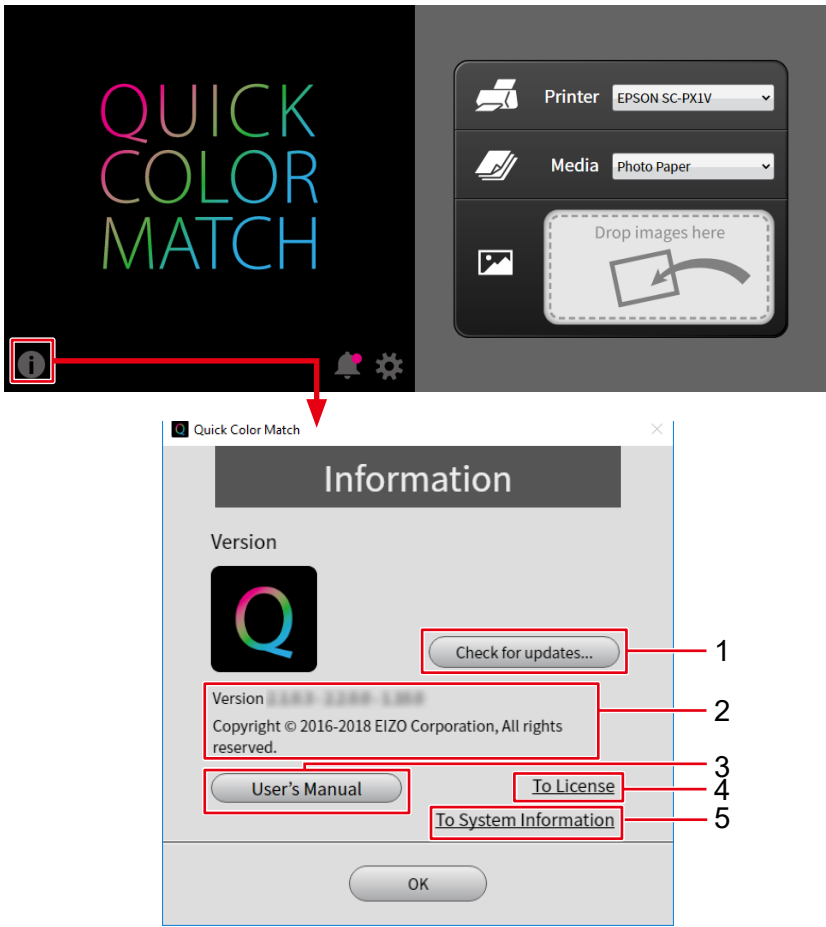 QUICK
COLOR
MATCH
Printer EPSON SC-PX1V
Media Photo Paper
Drop images here
i
Q Quick Color Match
Information
Version
Q
Check for updates...
1
Version
Copyright © 2016-2018 EIZO Corporation, All rights
reserved.
2
User's Manual
3
To License
4
To System Information
5
OK